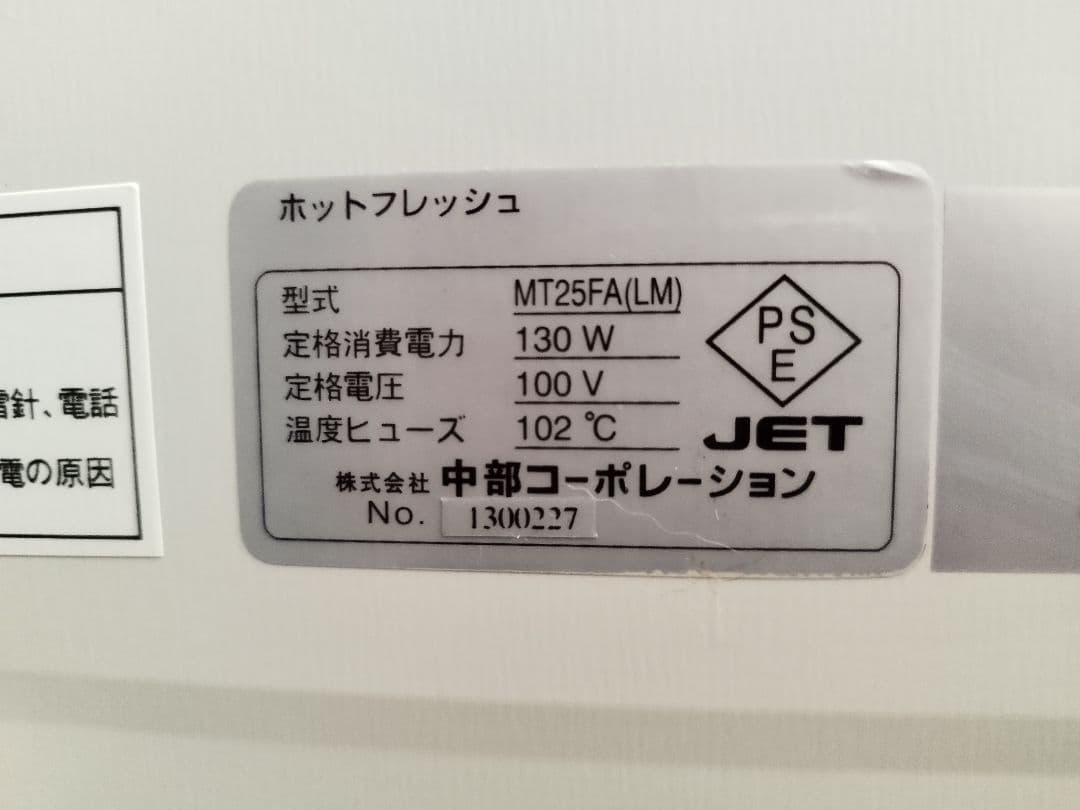 ホットフレッシュ
型式 MT25FA(LM)
定格消費電力 130 W
定格電圧 100 V
温度ヒューズ 102 ℃
PS
E
JET
株式会社 中部コーポレーション
No. 1300227
針、電話
電の原因